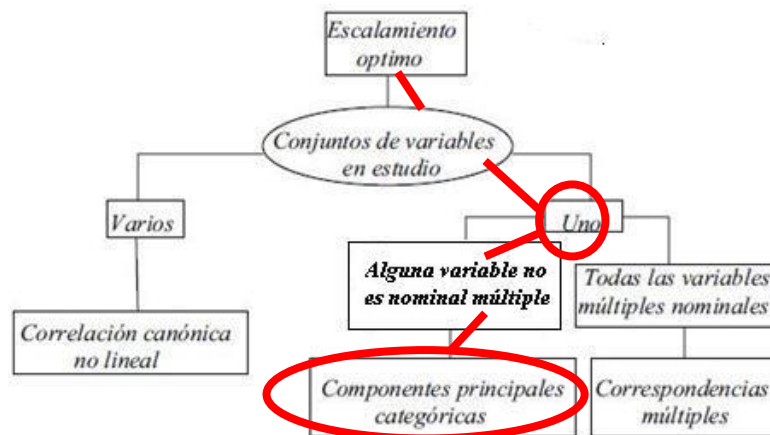 Escalamiento
optimo
Conjuntos de variables
en estudio
Varios
Uno
Alguna variable no
es nominal múltiple
Todas las variables
múltiples nominales
Correlación canónica
no lineal
Componentes principales
categóricas
Correspondencias
múltiples